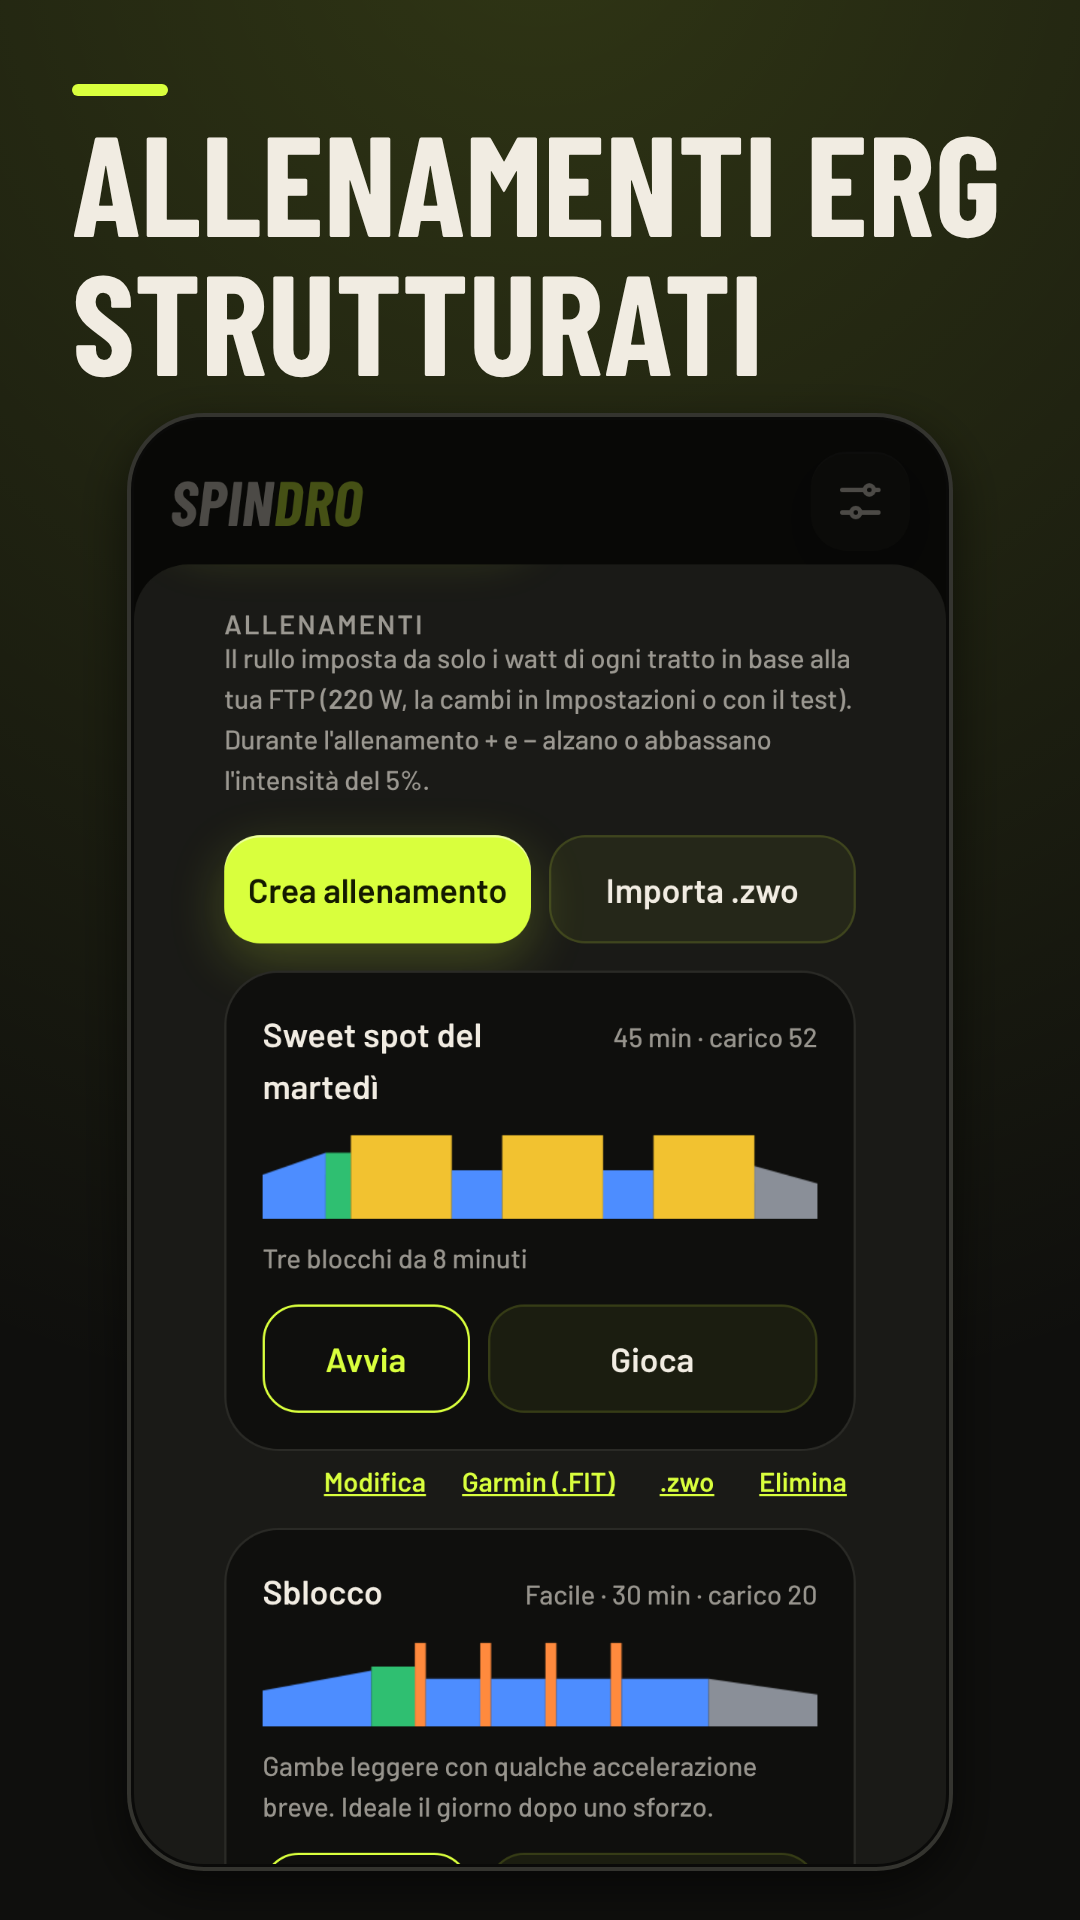 ALLENAMENTI ERG
STRUTTURATI
SPINDRO
ALLENAMENTI
Il rullo imposta da solo i watt di ogni tratto in base alla
tua FTP (220 W, la cambi in Impostazioni o con il test).
Durante l'allenamento + e − alzano o abbassano
l'intensità del 5%.
Crea allenamento
Importa .zwo
Sweet spot del
martedì
45 min · carico 52
Tre blocchi da 8 minuti
Avvia
Gioca
Modifica
Garmin (.FIT)
.zwo
Elimina
Sblocco
Facile · 30 min · carico 20
Gambe leggere con qualche accelerazione
breve. Ideale il giorno dopo uno sforzo.